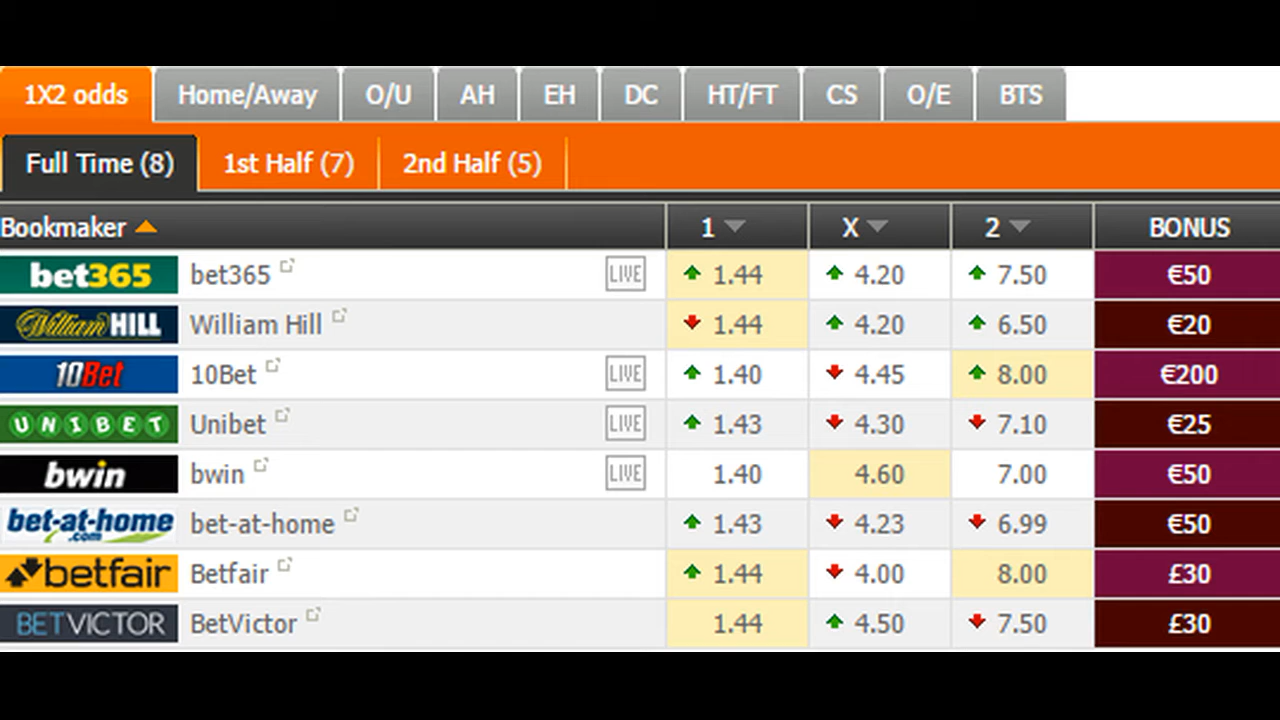 1X2 odds Home/Away O/U AH EH DC HT/FT CS O/E BTS
Full Time (8) 1st Half (7) 2nd Half (5)
Bookmaker 1 X 2 BONUS
bet365 bet365 LIVE 1.44 4.20 7.50 €50
William HILL William Hill 1.44 4.20 6.50 €20
10Bet 10Bet LIVE 1.40 4.45 8.00 €200
UNIBET Unibet LIVE 1.43 4.30 7.10 €25
bwin bwin LIVE 1.40 4.60 7.00 €50
bet-at-home.com bet-at-home 1.43 4.23 6.99 €50
betfair Betfair 1.44 4.00 8.00 £30
BETVICTOR BetVictor 1.44 4.50 7.50 £30